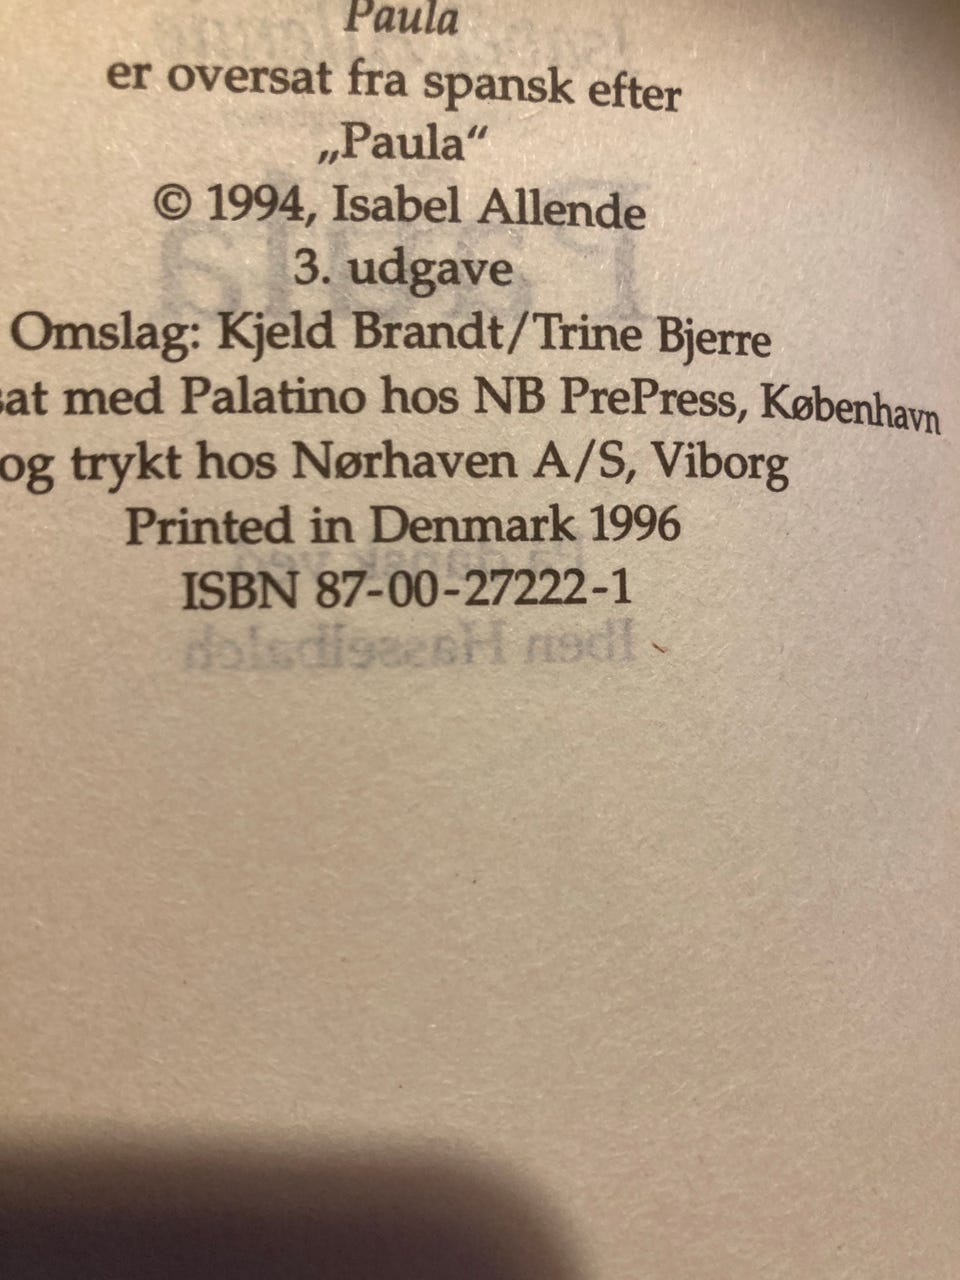 Paula
er oversat fra spansk efter
„Paula“
© 1994, Isabel Allende
3. udgave
Omslag: Kjeld Brandt/Trine Bjerre
sat med Palatino hos NB PrePress, København
og trykt hos Nørhaven A/S, Viborg
Printed in Denmark 1996
ISBN 87-00-27222-1